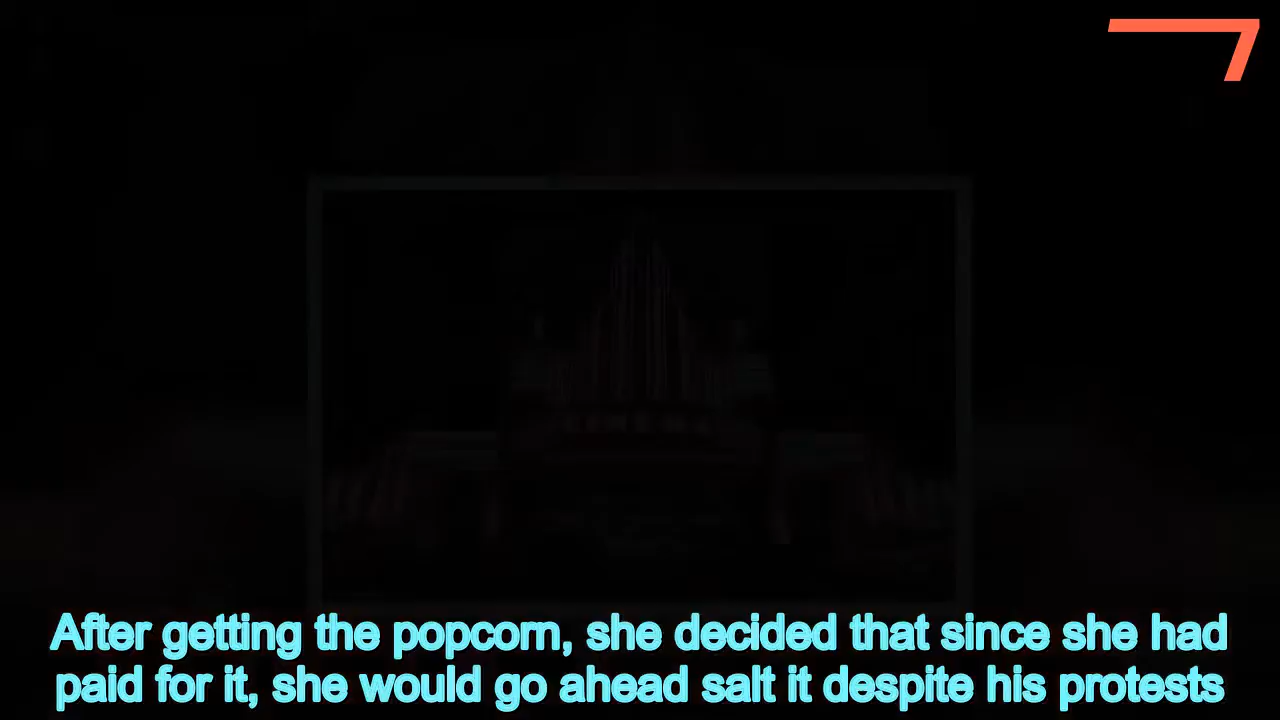 After getting the popcorn, she decided that since she had
paid for it, she would go ahead salt it despite his protests